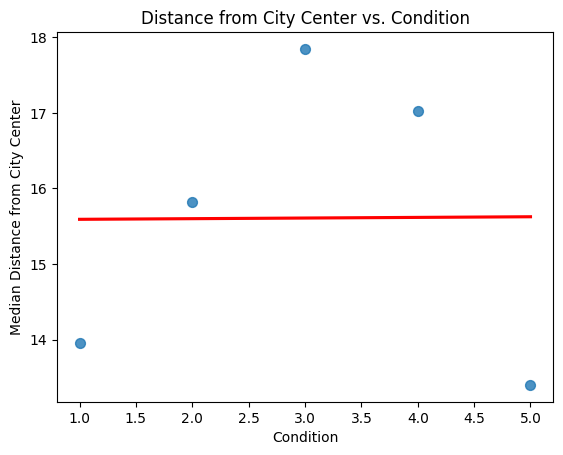 Distance from City Center vs. Condition
18
17
16
15
14
Median Distance from City Center
1.0 1.5 2.0 2.5 3.0 3.5 4.0 4.5 5.0
Condition